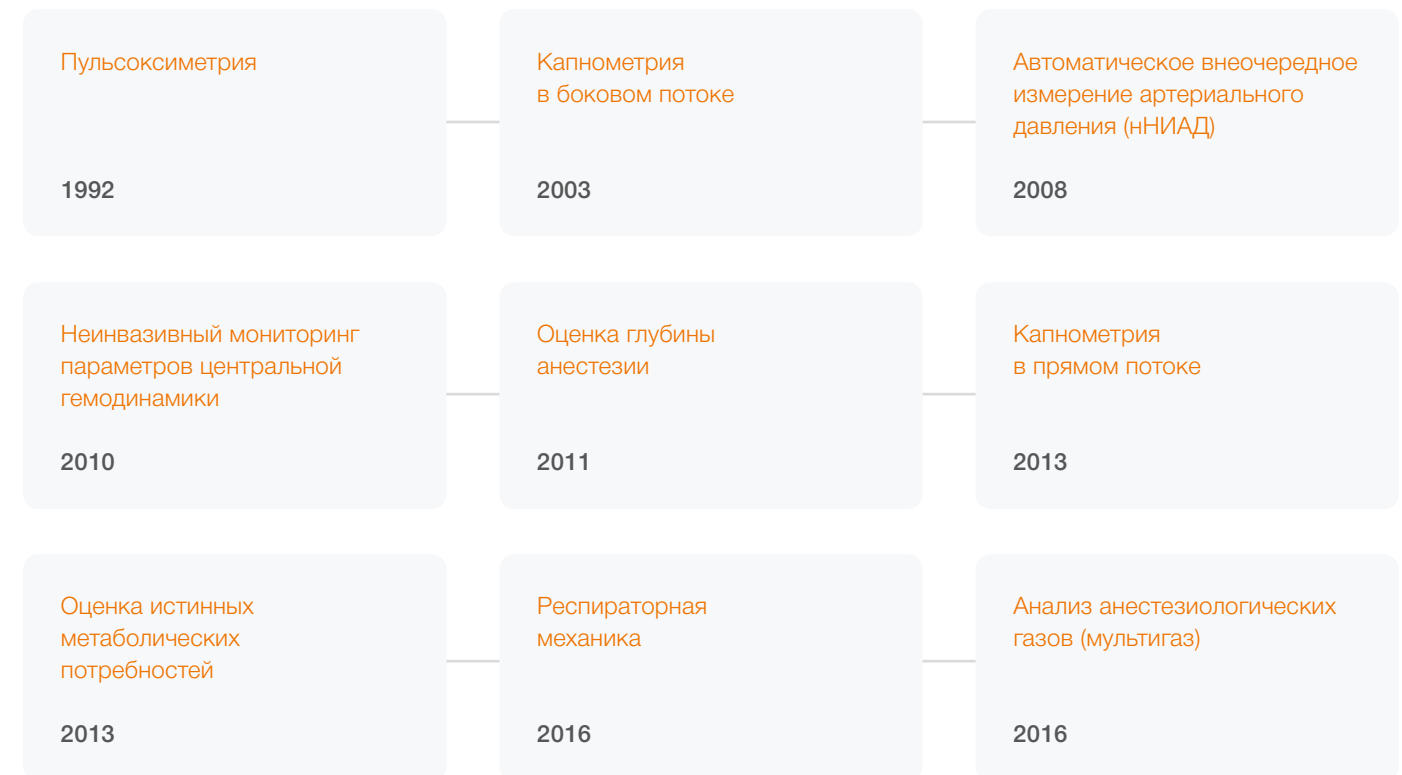 Пульсоксиметрия
1992
Капнометрия
в боковом потоке
2003
Автоматическое внеочередное
измерение артериального
давления (нНИАД)
2008
Неинвазивный мониторинг
параметров центральной
гемодинамики
2010
Оценка глубины
анестезии
2011
Капнометрия
в прямом потоке
2013
Оценка истинных
метаболических
потребностей
2013
Респираторная
механика
2016
Анализ анестезиологических
газов (мультигаз)
2016